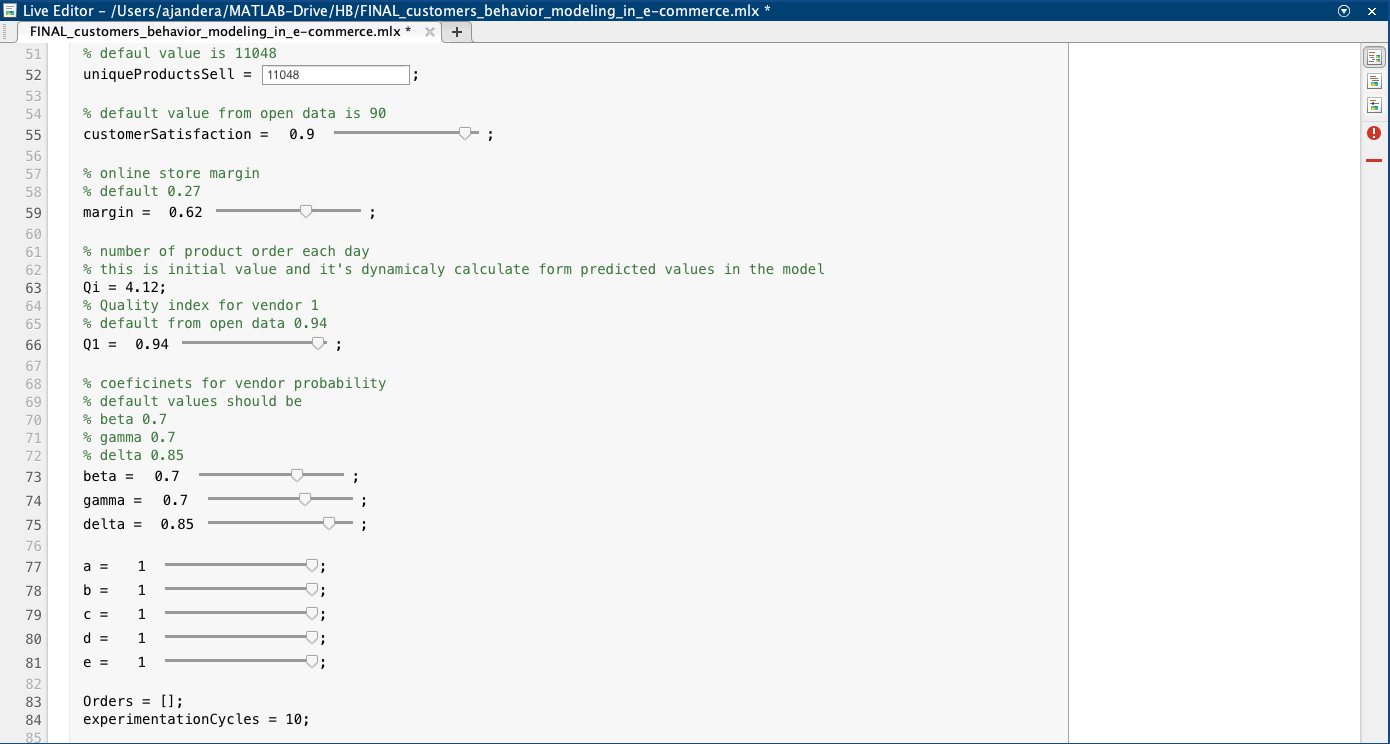 Live Editor – /Users/ajandera/MATLAB-Drive/HB/FINAL_customers_behavior_modeling_in_e-commerce.mlx *
FINAL_customers_behavior_modeling_in_e-commerce.mlx *
51 % defaul value is 11048
52 uniqueProductsSell = 11048 ;
53
54 % default value from open data is 90
55 customerSatisfaction = 0.9 ;
56
57 % online store margin
58 % default 0.27
59 margin = 0.62 ;
60
61 % number of product order each day
62 % this is initial value and it's dynamicaly calculate form predicted values in the model
63 Qi = 4.12;
64 % Quality index for vendor 1
65 % default from open data 0.94
66 Q1 = 0.94 ;
67
68 % coeficinets for vendor probability
69 % default values should be
70 % beta 0.7
71 % gamma 0.7
72 % delta 0.85
73 beta = 0.7 ;
74 gamma = 0.7 ;
75 delta = 0.85 ;
76
77 a = 1 ;
78 b = 1 ;
79 c = 1 ;
80 d = 1 ;
81 e = 1 ;
82
83 Orders = [];
84 experimentationCycles = 10;
85